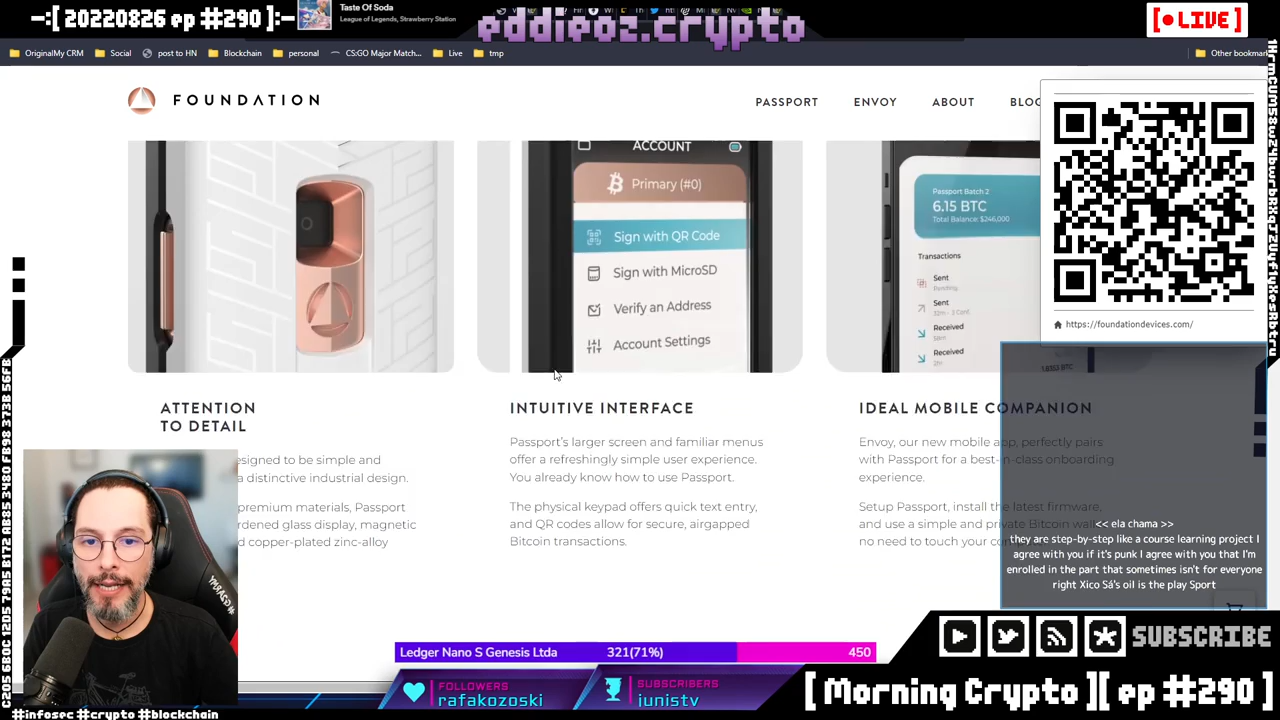 -:[ 20220826 ep #290 ]:-
Taste Of Soda
League of Legends, Strawberry Station
eddieoz.crypto
[ • LIVE ]
OriginalMy CRM
Social
post to HN
Blockchain
personal
CS:GO Major Match...
Live
tmp
Other bookmar
FOUNDATION
PASSPORT
ENVOY
ABOUT
BLOG
ACCOUNT
Primary (#0)
Sign with QR Code
Sign with MicroSD
Verify an Address
Account Settings
Passport Batch 2
6.15 BTC
Total Balance: $246,000
Transactions
Sent
Pending
Sent
Received
Received
https://foundationdevices.com/
ATTENTION
TO DETAIL
esigned to be simple and
a distinctive industrial design.
premium materials, Passport
rdened glass display, magnetic
d copper-plated zinc-alloy
INTUITIVE INTERFACE
Passport's larger screen and familiar menus
offer a refreshingly simple user experience.
You already know how to use Passport.
The physical keypad offers quick text entry,
and QR codes allow for secure, airgapped
Bitcoin transactions.
IDEAL MOBILE COMPANION
Envoy, our new mobile app, perfectly pairs
with Passport for a best-in-class onboarding
experience.
Setup Passport, install the latest firmware,
and use a simple and private Bitcoin wall
no need to touch your co
<< ela chama >>
they are step-by-step like a course learning project I
agree with you if it's punk I agree with you that I'm
enrolled in the part that sometimes isn't for everyone
right Xico Sá's oil is the play Sport
Ledger Nano S Genesis Ltda
321(71%)
450
FOLLOWERS
rafakozoski
SUBSCRIBERS
iunistv
SUBSCRIBE
[ Morning Crypto ][ ep #290 ]
#infosec #crypto #blockchain